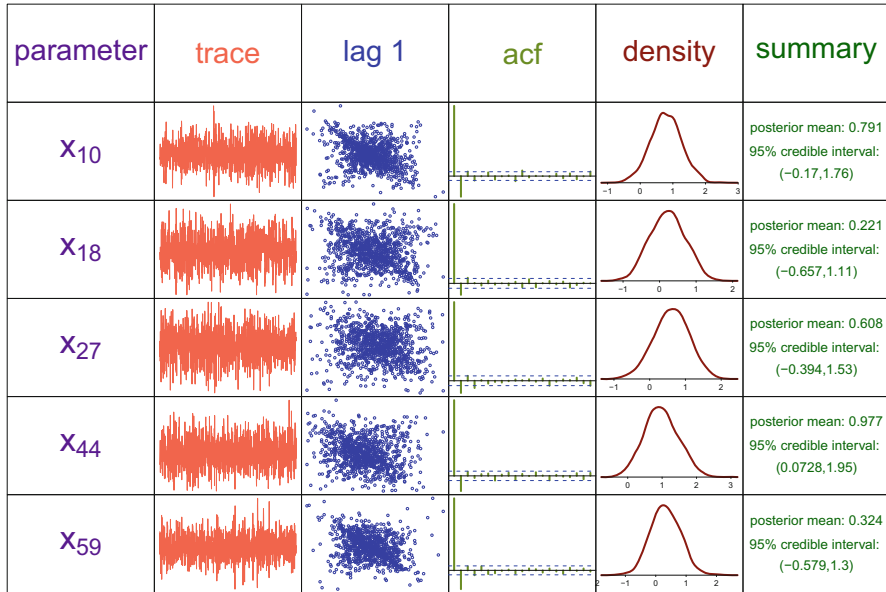 parameter trace lag 1 acf density summary
x10
−1 0 1 2 3
posterior mean: 0.791
95% credible interval:
(−0.17,1.76)
x18
−1 0 1 2
posterior mean: 0.221
95% credible interval:
(−0.657,1.11)
x27
0 1 2
posterior mean: 0.608
95% credible interval:
(−0.394,1.53)
x44
0 1 2 3
posterior mean: 0.977
95% credible interval:
(0.0728,1.95)
x59
−1 0 1 2
posterior mean: 0.324
95% credible interval:
(−0.579,1.3)